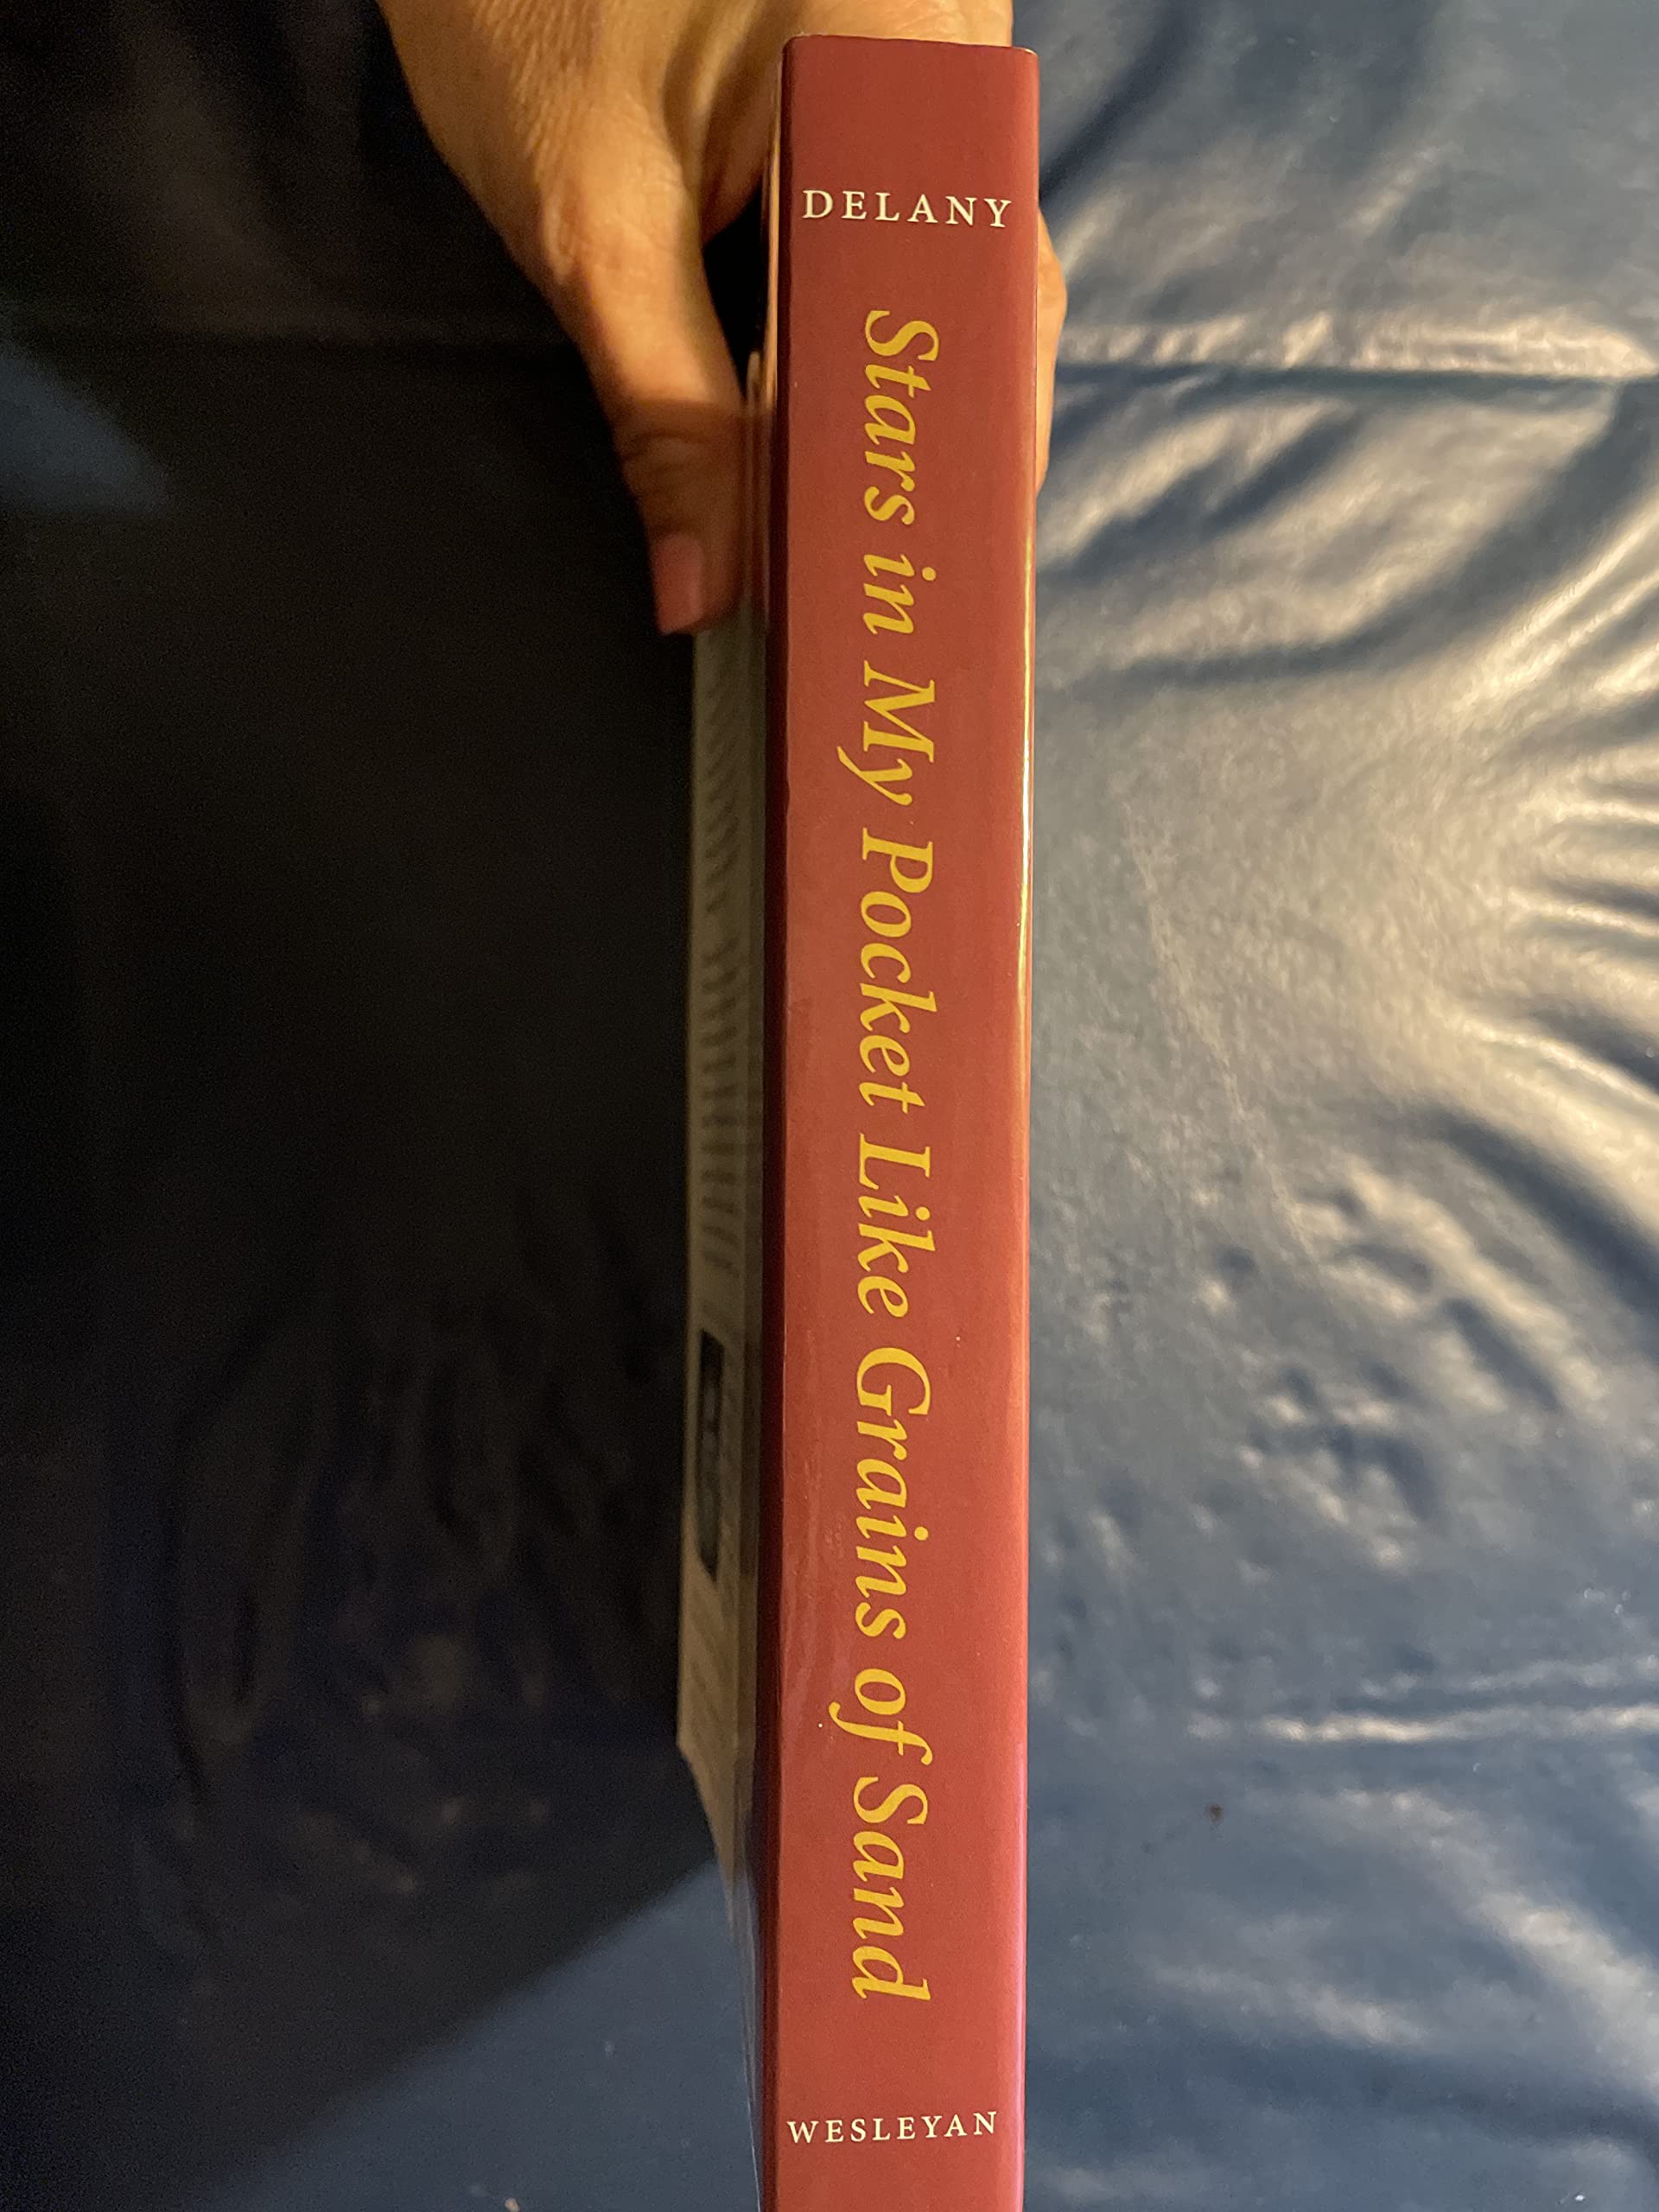 DELANY
Stars in My Pocket Like Grains of Sand
WESLEYAN